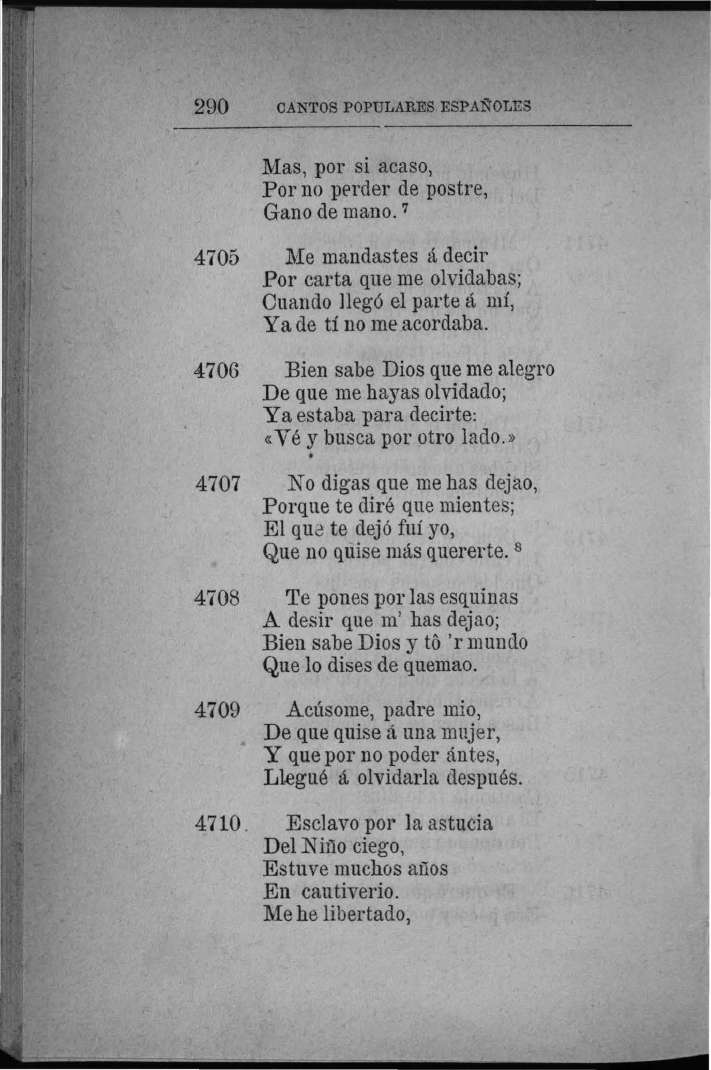 290 CANTOS POPULARES ESPAÑOLES
Mas, por si acaso,
Por no perder de postre,
Gano de mano. ⁷
4705 Me mandastes á decir
Por carta que me olvidabas;
Cuando llegó el parte á mí,
Ya de tí no me acordaba.
4706 Bien sabe Dios que me alegro
De que me hayas olvidado;
Ya estaba para decirte:
«Vé y busca por otro lado.»
4707 No digas que me has dejao,
Porque te diré que mientes;
El que te dejó fuí yo,
Que no quise más quererte. ⁸
4708 Te pones por las esquinas
A desir que m' has dejao;
Bien sabe Dios y tô 'r mundo
Que lo dises de quemao.
4709 Acúsome, padre mio,
De que quise á una mujer,
Y que por no poder ántes,
Llegué á olvidarla después.
4710. Esclavo por la astucia
Del Niño ciego,
Estuve muchos años
En cautiverio.
Me he libertado,